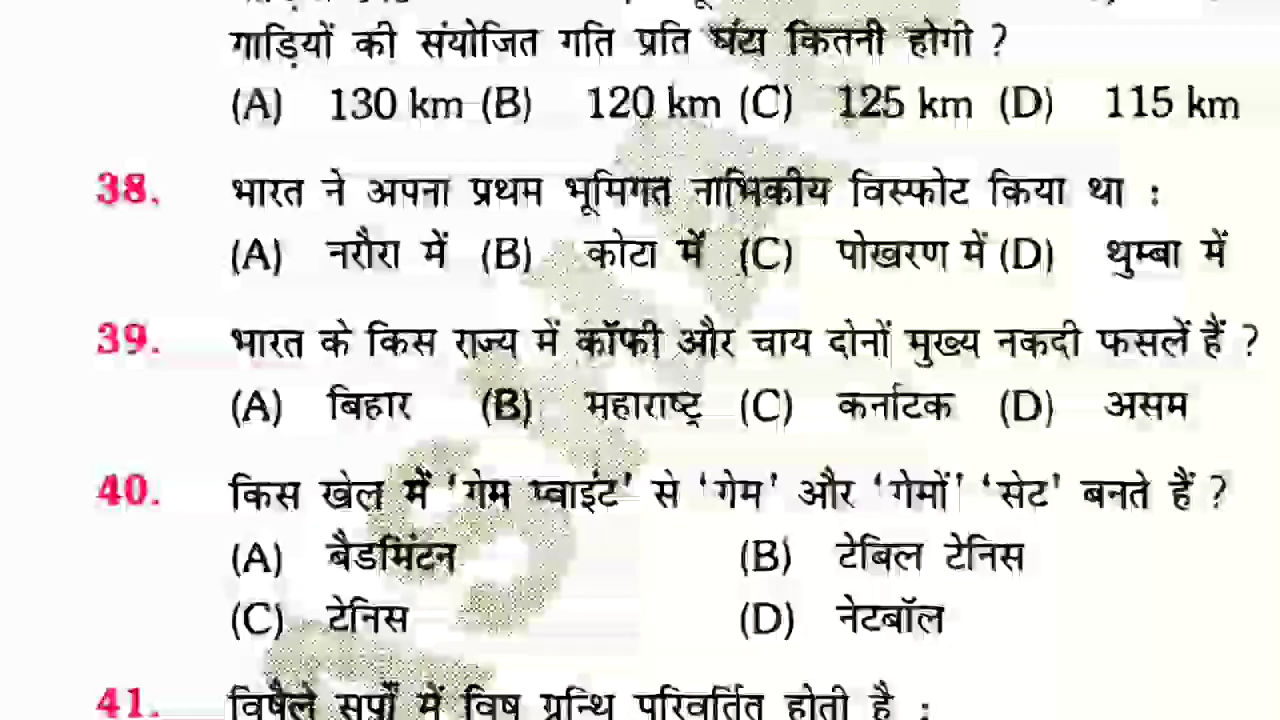 गाड़ियों की संयोजित गति प्रति घंटा कितनी होगी ?
(A) 130 km (B) 120 km (C) 125 km (D) 115 km
38. भारत ने अपना प्रथम भूमिगत नाभिकीय विस्फोट किया था :
(A) नरौरा में (B) कोटा में (C) पोखरण में (D) थुम्बा में
39. भारत के किस राज्य में कॉफी और चाय दोनों मुख्य नकदी फसलें हैं ?
(A) बिहार (B) महाराष्ट्र (C) कर्नाटक (D) असम
40. किस खेल में 'गेम प्वाइंट' से 'गेम' और 'गेमों' 'सेट' बनते हैं ?
(A) बैडमिंटन (B) टेबिल टेनिस
(C) टेनिस (D) नेटबॉल
41. विषैले सर्पों में विष ग्रन्थि परिवर्तित होती है :